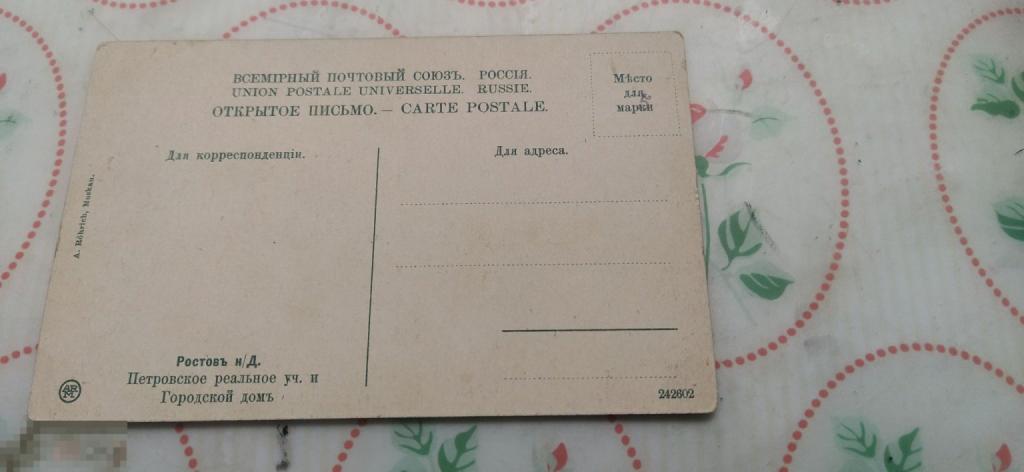 ВСЕМІРНЫЙ ПОЧТОВЫЙ СОЮЗЪ. РОССІЯ.
UNION POSTALE UNIVERSELLE. RUSSIE.
ОТКРЫТОЕ ПИСЬМО. — CARTE POSTALE.
Мѣсто
для
марки
Для корреспонденціи.
Для адреса.
A. Röhrich, Muskau.
Ростовъ н/Д.
Петровское реальное уч. и
Городской домъ
242602